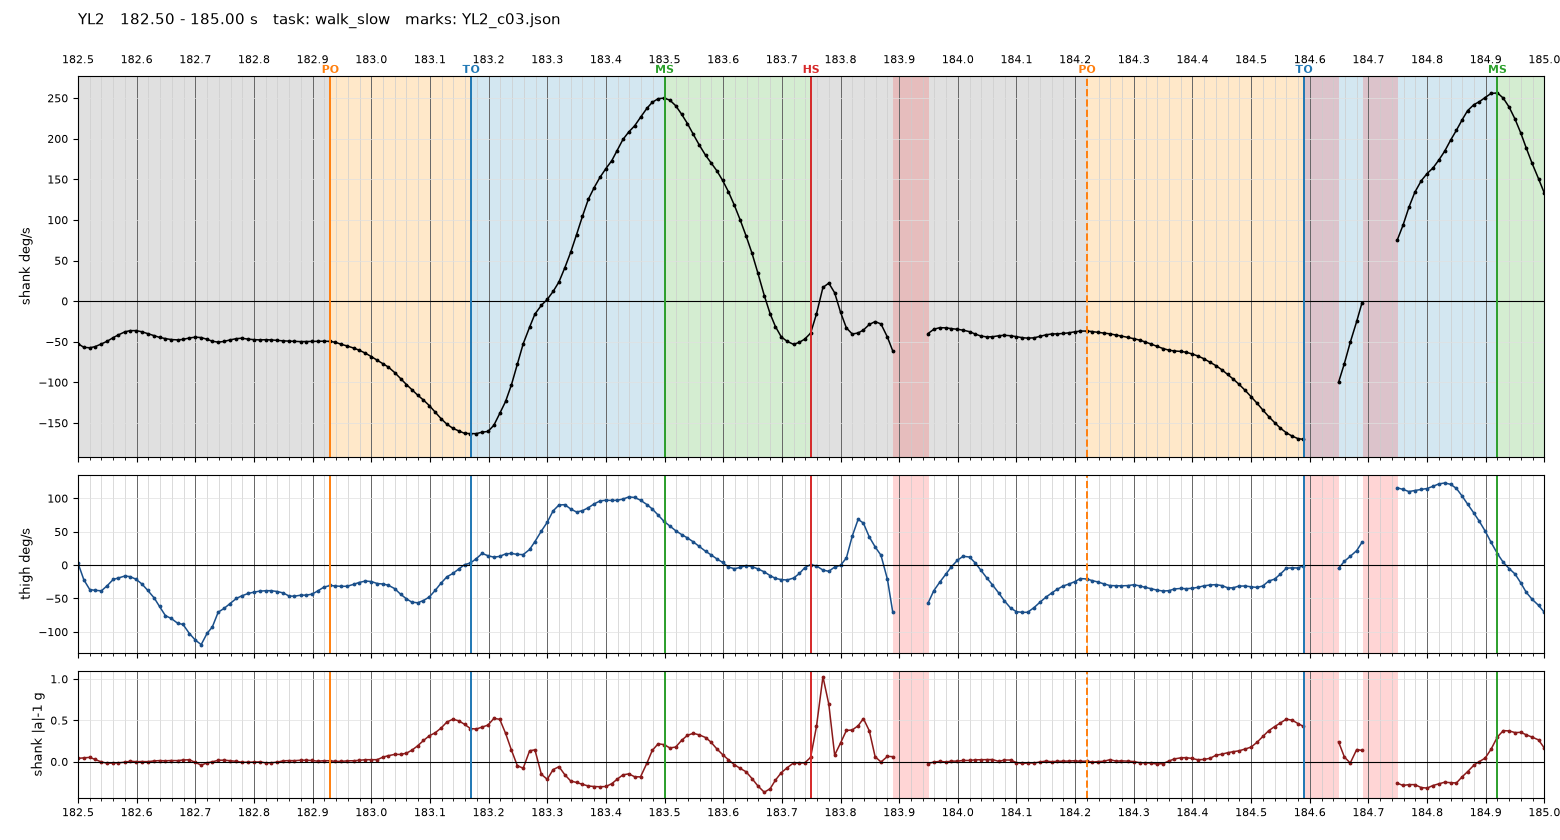 YL2   182.50 - 185.00 s   task: walk_slow   marks: YL2_c03.json
182.5 182.6 182.7 182.8 182.9 183.0 183.1 183.2 183.3 183.4 183.5 183.6 183.7 183.8 183.9 184.0 184.1 184.2 184.3 184.4 184.5 184.6 184.7 184.8 184.9 185.0
PO TO MS HS PO TO MS
250
200
150
100
50
0
−50
−100
−150
shank deg/s
100
50
0
−50
−100
thigh deg/s
1.0
0.5
0.0
shank |a|-1 g
182.5 182.6 182.7 182.8 182.9 183.0 183.1 183.2 183.3 183.4 183.5 183.6 183.7 183.8 183.9 184.0 184.1 184.2 184.3 184.4 184.5 184.6 184.7 184.8 184.9 185.0